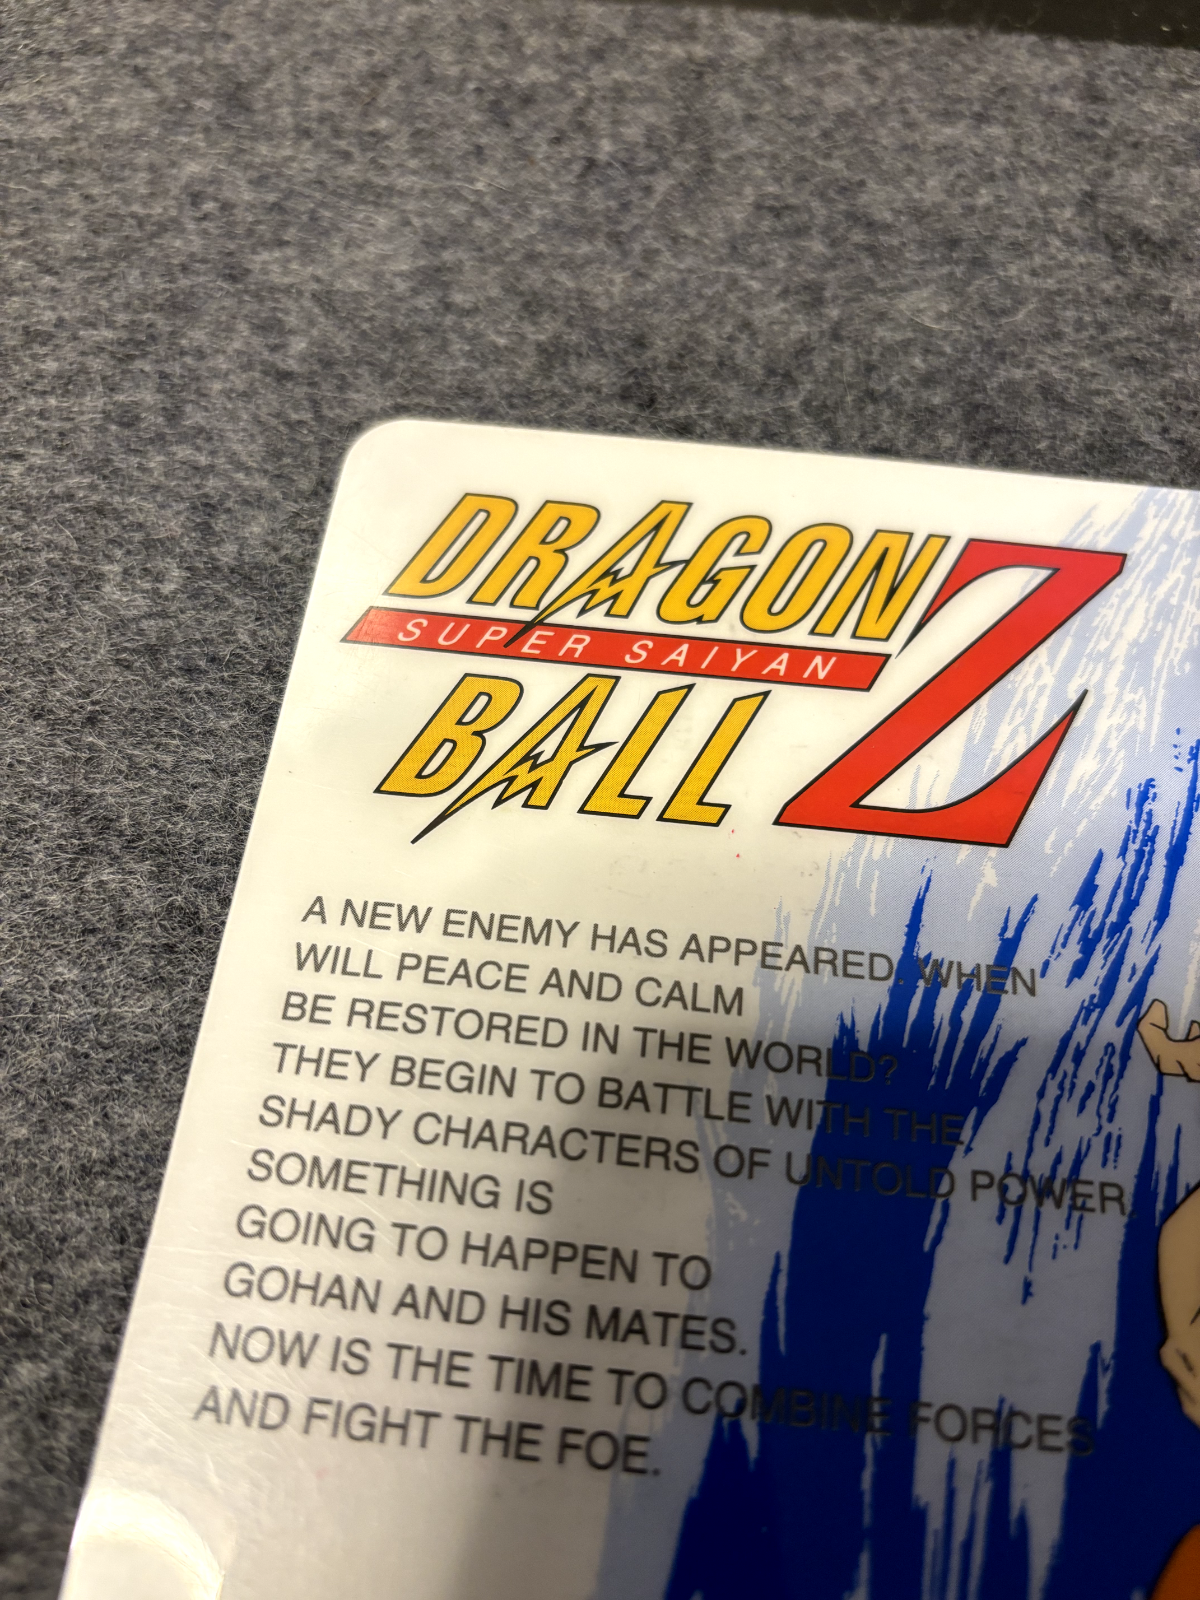 DRAGON Z
SUPER SAIYAN
BALL
A NEW ENEMY HAS APPEARED. WHEN
WILL PEACE AND CALM
BE RESTORED IN THE WORLD?
THEY BEGIN TO BATTLE WITH THE
SHADY CHARACTERS OF UNTOLD POWER.
SOMETHING IS
GOING TO HAPPEN TO
GOHAN AND HIS MATES.
NOW IS THE TIME TO COMBINE FORCES
AND FIGHT THE FOE.